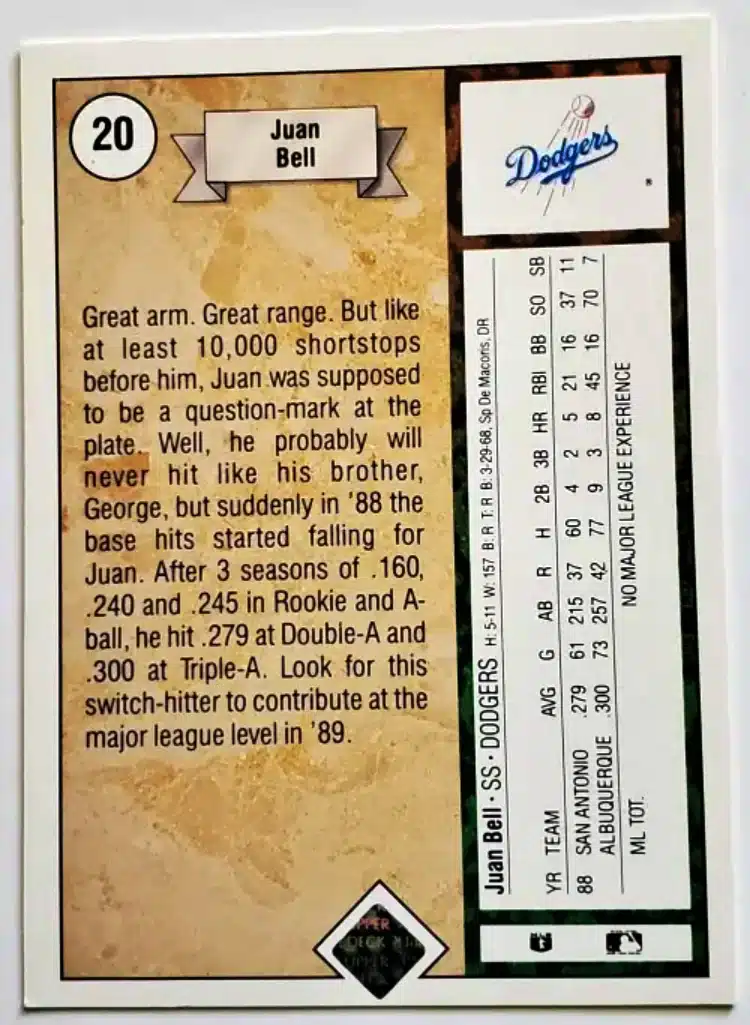 20
Juan
Bell
Great arm. Great range. But like
at least 10,000 shortstops
before him, Juan was supposed
to be a question-mark at the
plate. Well, he probably will
never hit like his brother,
George, but suddenly in '88 the
base hits started falling for
Juan. After 3 seasons of .160,
.240 and .245 in Rookie and A-
ball, he hit .279 at Double-A and
.300 at Triple-A. Look for this
switch-hitter to contribute at the
major league level in '89.
Dodgers
Juan Bell · SS · DODGERS H: 5-11 W: 157 B: R T: R B: 3-29-68, Sp De Macoris, DR
YR TEAM AVG G AB R H 2B 3B HR RBI BB SO SB
88 SAN ANTONIO .279 61 215 37 60 4 2 5 21 16 37 11
ALBUQUERQUE .300 73 257 42 77 9 3 8 45 16 70 7
ML TOT. NO MAJOR LEAGUE EXPERIENCE
UPPER
DECK
UPPER